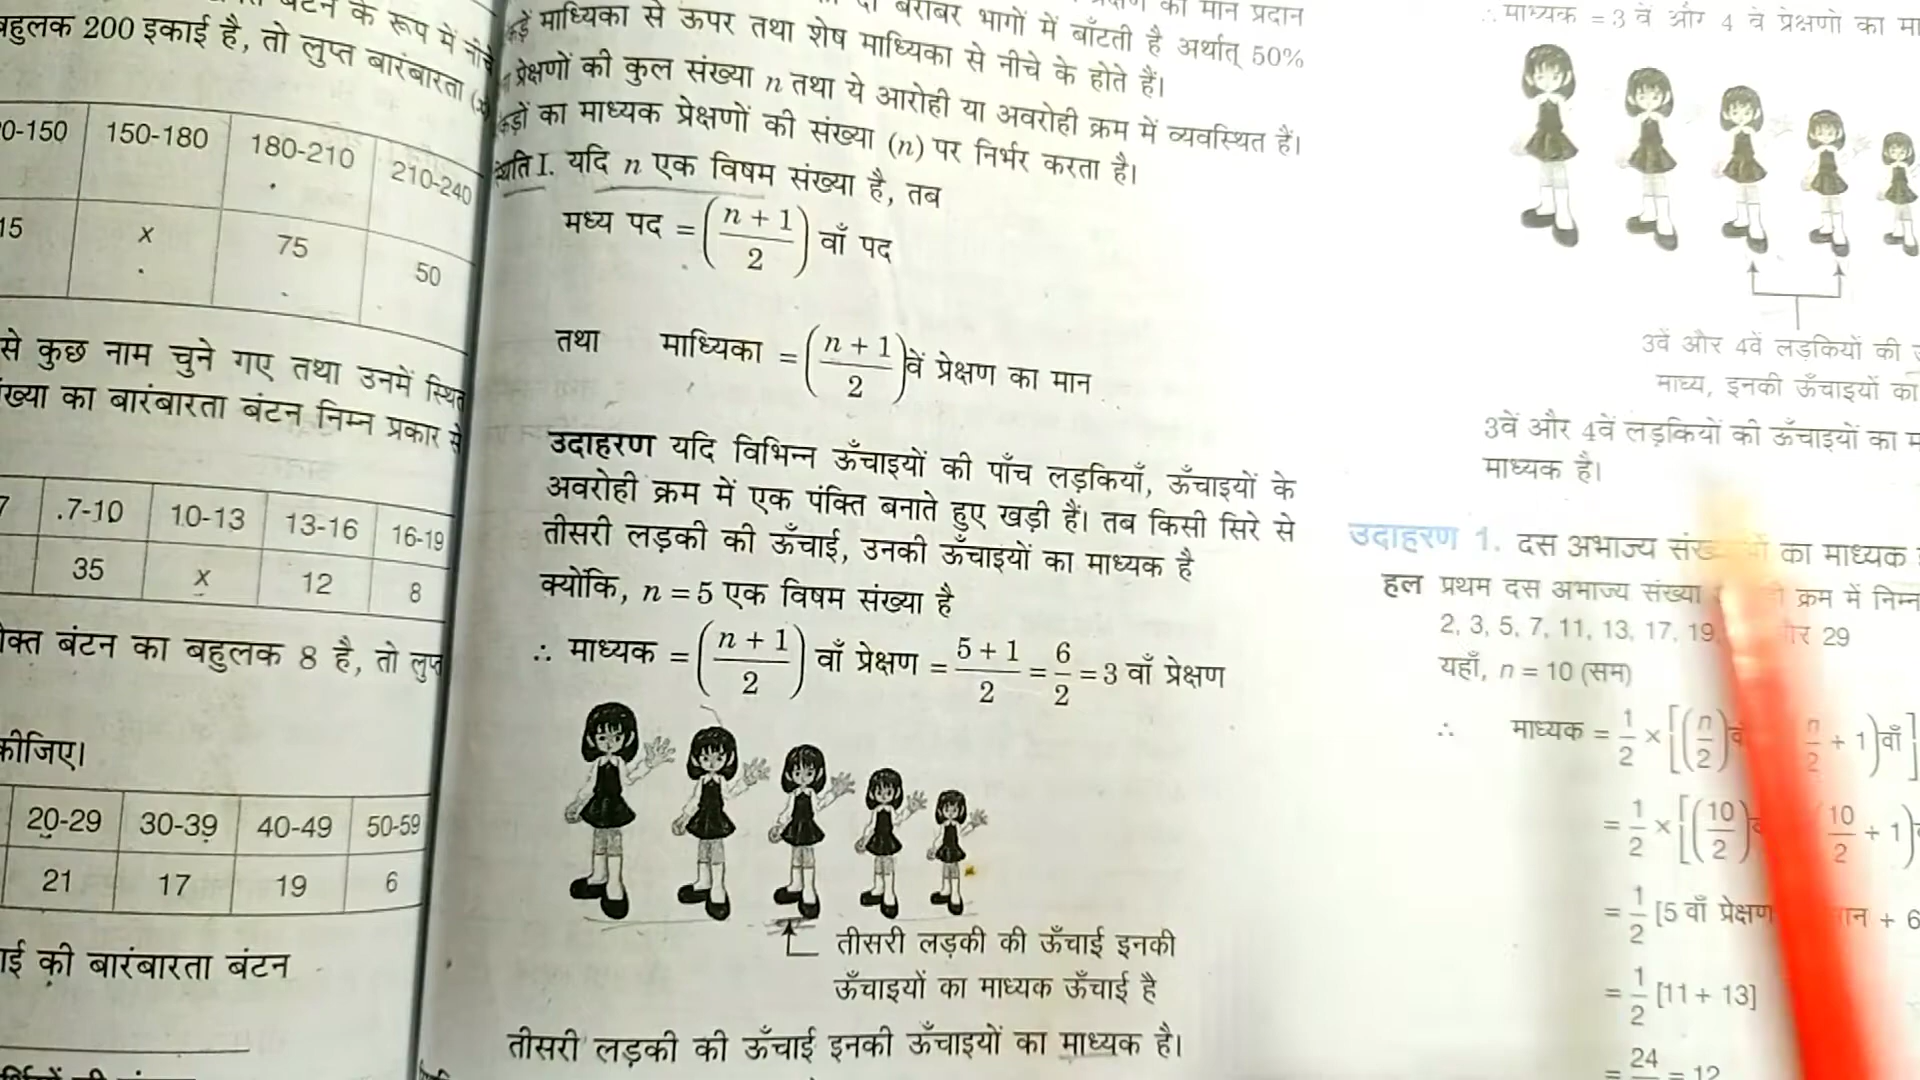 बंटन के रूप में नीचे
बहुलक 200 इकाई है, तो लुप्त बारंबारता (x)
0-150 150-180 180-210 210-240
15 x 75 50
से कुछ नाम चुने गए तथा उनमें स्थित
संख्या का बारंबारता बंटन निम्न प्रकार से
7 7-10 10-13 13-16 16-19
35 x 12 8
बंटन का बहुलक 8 है, तो लुप्त
कीजिए।
20-29 30-39 40-49 50-59
21 17 19 6
की बारंबारता बंटन
का मान प्रदान
बराबर भागों में बाँटती है अर्थात् 50%
माध्यिका से ऊपर तथा शेष माध्यिका से नीचे के होते हैं।
प्रेक्षणों की कुल संख्या n तथा ये आरोही या अवरोही क्रम में व्यवस्थित हैं।
का माध्यक प्रेक्षणों की संख्या (n) पर निर्भर करता है।
स्थिति I. यदि n एक विषम संख्या है, तब
मध्य पद = ( n + 1 / 2 ) वाँ पद
तथा माध्यिका = ( n + 1 / 2 ) वें प्रेक्षण का मान
उदाहरण यदि विभिन्न ऊँचाइयों की पाँच लड़कियाँ, ऊँचाइयों के
अवरोही क्रम में एक पंक्ति बनाते हुए खड़ी हैं। तब किसी सिरे से
तीसरी लड़की की ऊँचाई, उनकी ऊँचाइयों का माध्यक है
क्योंकि, n = 5 एक विषम संख्या है
∴ माध्यक = ( n + 1 / 2 ) वाँ प्रेक्षण = 5 + 1 / 2 = 6 / 2 = 3 वाँ प्रेक्षण
तीसरी लड़की की ऊँचाई इनकी
ऊँचाइयों का माध्यक ऊँचाई है
तीसरी लड़की की ऊँचाई इनकी ऊँचाइयों का माध्यक है।
∴ माध्यक = 3 वें और 4 वें प्रेक्षणों का
3वें और 4वें लड़कियों की
माध्य, इनकी ऊँचाइयों का
3वें और 4वें लड़कियों की ऊँचाइयों का
माध्यक है।
उदाहरण 1. दस अभाज्य का माध्यक
हल प्रथम दस अभाज्य संख्या क्रम में
2, 3, 5, 7, 11, 13, 17, 19, 29
यहाँ, n = 10 (सम)
∴ माध्यक = 1/2 × [ ( n / 2 ) n / 2 + 1 ) वाँ ]
= 1/2 × [ ( 10 / 2 ) 10 / 2 + 1 )
= 1/2 [5 वाँ प्रेक्षण + 6
= 1/2 [11 + 13]
= 24 = 12